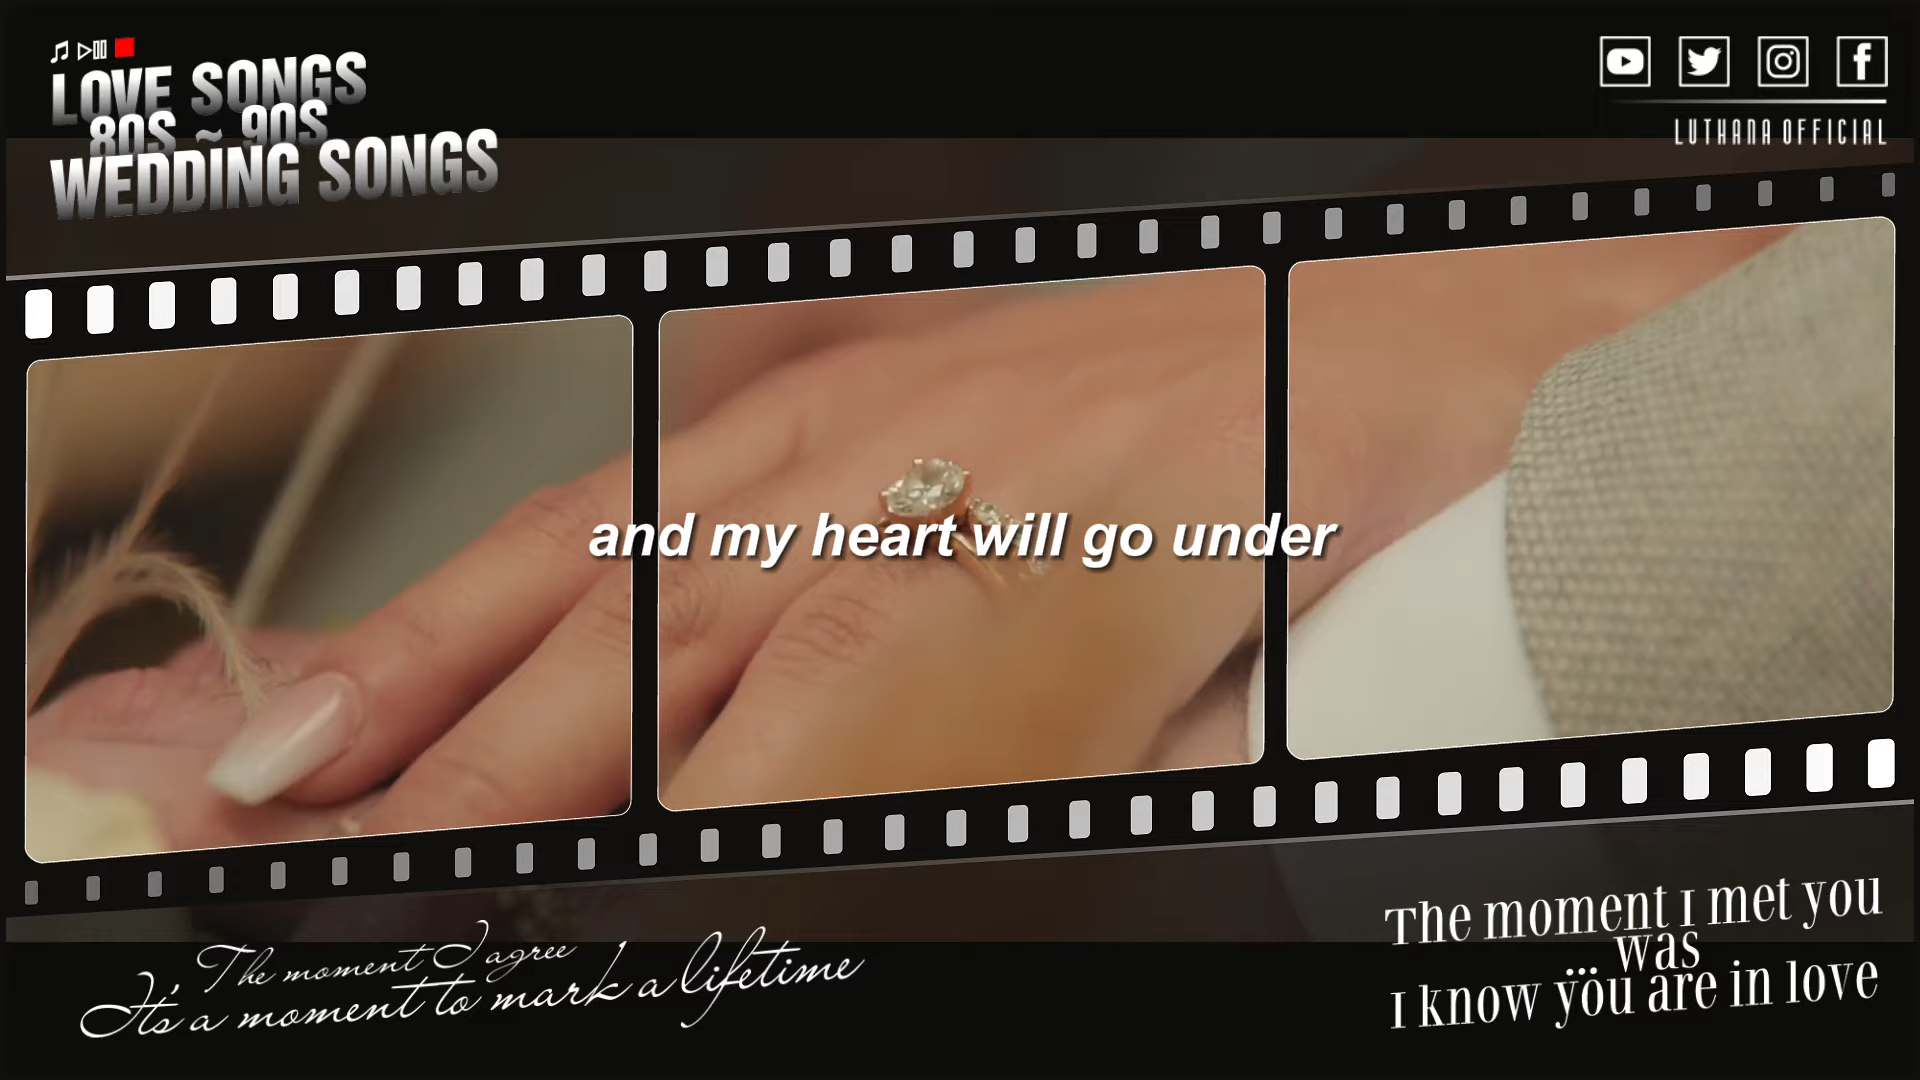 LOVE SONGS
80S ~ 90S
WEDDING SONGS
LUTHANA OFFICIAL
and my heart will go under
The moment I agree
It's a moment to mark a lifetime
The moment I met you
was
I know you are in love